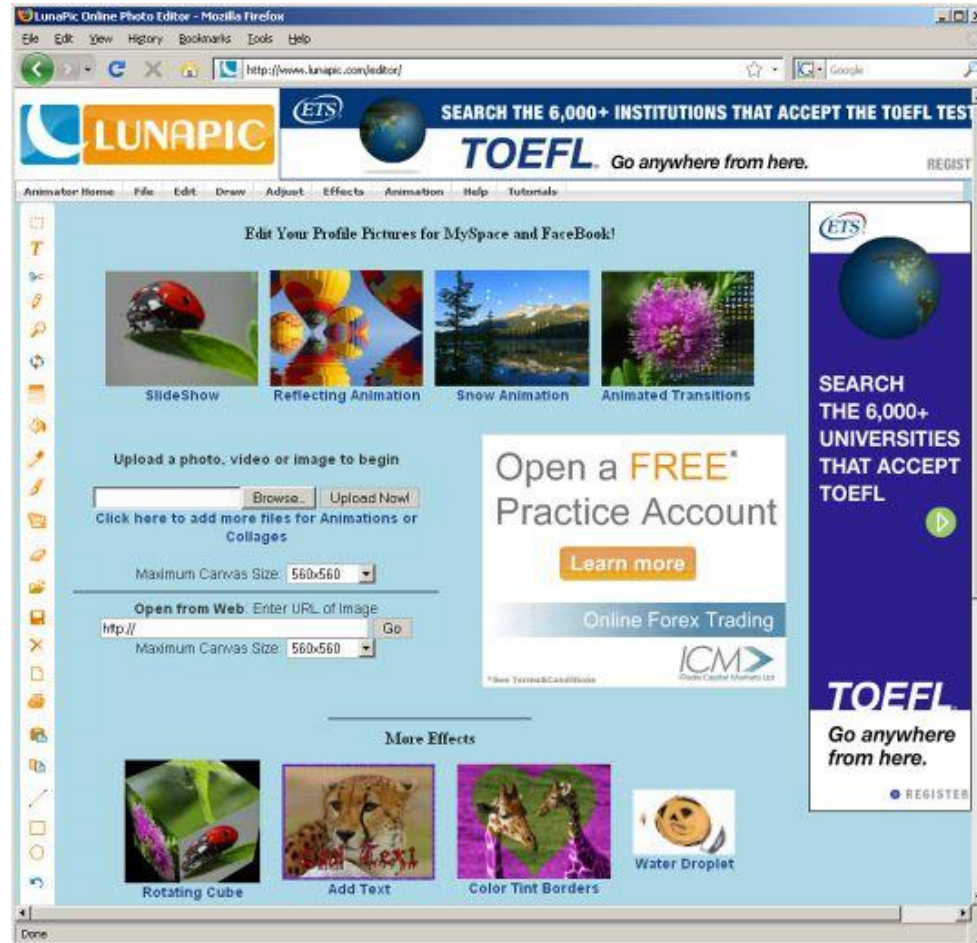 LunaPic Online Photo Editor - Mozilla Firefox
File Edit View History Bookmarks Tools Help
http://www.lunapic.com/editor/
Google
LUNAPIC
ETS
SEARCH THE 6,000+ INSTITUTIONS THAT ACCEPT THE TOEFL TEST
TOEFL. Go anywhere from here.
REGIST
Animator Home File Edit Draw Adjust Effects Animation Help Tutorials
Edit Your Profile Pictures for MySpace and FaceBook!
SlideShow Reflecting Animation Snow Animation Animated Transitions
Upload a photo, video or image to begin
Browse... Upload Now!
Click here to add more files for Animations or
Collages
Maximum Canvas Size: 560x560
Open from Web: Enter URL of Image
http:// Go
Maximum Canvas Size: 560x560
Open a FREE*
Practice Account
Learn more
Online Forex Trading
ICM
*See Terms&Conditions
Trade Capital Markets Ltd
ETS
SEARCH
THE 6,000+
UNIVERSITIES
THAT ACCEPT
TOEFL
TOEFL.
Go anywhere
from here.
REGISTER
More Effects
Rotating Cube Add Text Color Tint Borders Water Droplet
Done